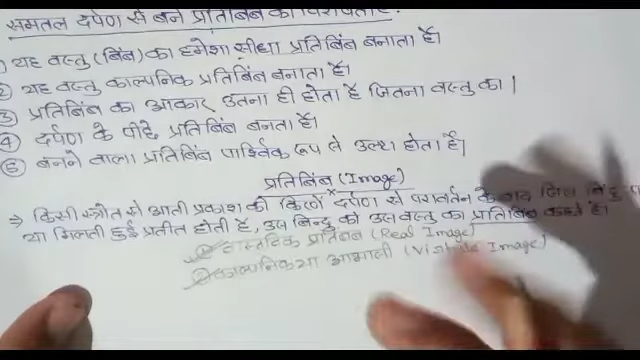 समतल दर्पण से बने प्रतिबिंब की विशेषताएँ:
① यह वस्तु (बिंब) का हमेशा सीधा प्रतिबिंब बनाता है।
② यह वस्तु काल्पनिक प्रतिबिंब बनाता है।
③ प्रतिबिंब का आकार उतना ही होता है जितना वस्तु का।
④ दर्पण के पीछे प्रतिबिंब बनता है।
⑤ बनने वाला प्रतिबिंब पार्श्विक रूप से उल्टा होता है।
प्रतिबिंब (Image)
⇒ किसी स्त्रोत से आती प्रकाश की किरणें दर्पण से परावर्तन के बाद जिस बिंदु
या मिलती हुई प्रतीत होती है, उस बिन्दु को उस वस्तु का प्रतिबिंब कहते है।
वास्तविक प्रतिबिंब (Real Image)
काल्पनिक या आभासी Image)